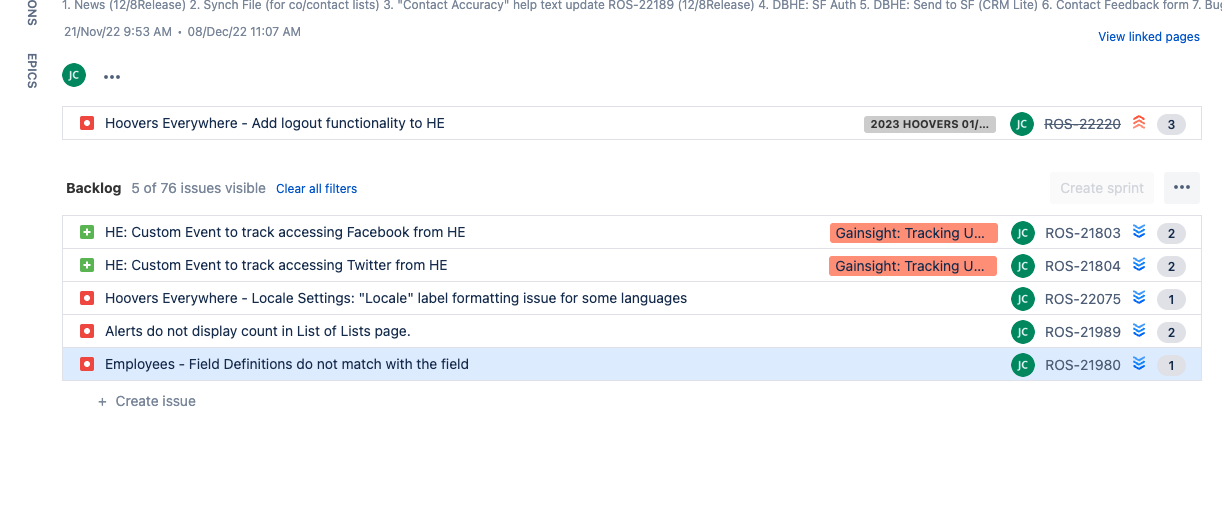 1. News (12/8Release) 2. Synch File (for co/contact lists) 3. "Contact Accuracy" help text update ROS-22189 (12/8Release) 4. DBHE: SF Auth 5. DBHE: Send to SF (CRM Lite) 6. Contact Feedback form 7.
21/Nov/22 9:53 AM • 08/Dec/22 11:07 AM
View linked pages
EPICS
JC •••
Hoovers Everywhere - Add logout functionality to HE 2023 HOOVERS 01/... JC ROS-22220 3
Backlog 5 of 76 issues visible Clear all filters Create sprint •••
HE: Custom Event to track accessing Facebook from HE Gainsight: Tracking U... JC ROS-21803 2
HE: Custom Event to track accessing Twitter from HE Gainsight: Tracking U... JC ROS-21804 2
Hoovers Everywhere - Locale Settings: "Locale" label formatting issue for some languages JC ROS-22075 1
Alerts do not display count in List of Lists page. JC ROS-21989 2
Employees - Field Definitions do not match with the field JC ROS-21980 1
+ Create issue